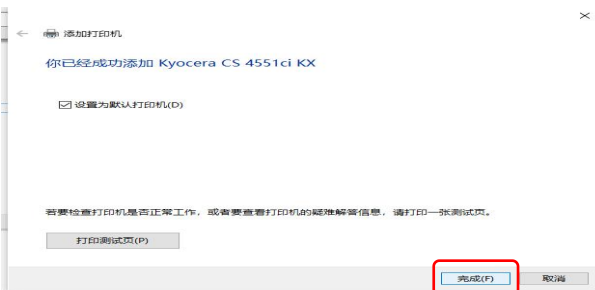 添加打印机
你已经成功添加 Kyocera CS 4551ci KX
设置为默认打印机(D)
若要检查打印机是否正常工作，或者要查看打印机的疑难解答信息，请打印一张测试页。
打印测试页(P)
完成(F) 取消